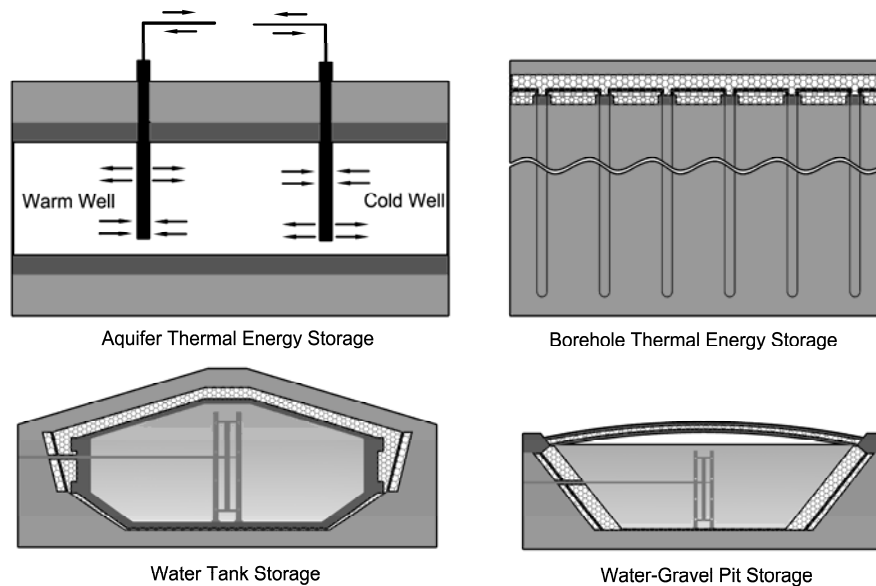 Warm Well
Cold Well
Aquifer Thermal Energy Storage
Borehole Thermal Energy Storage
Water Tank Storage
Water-Gravel Pit Storage